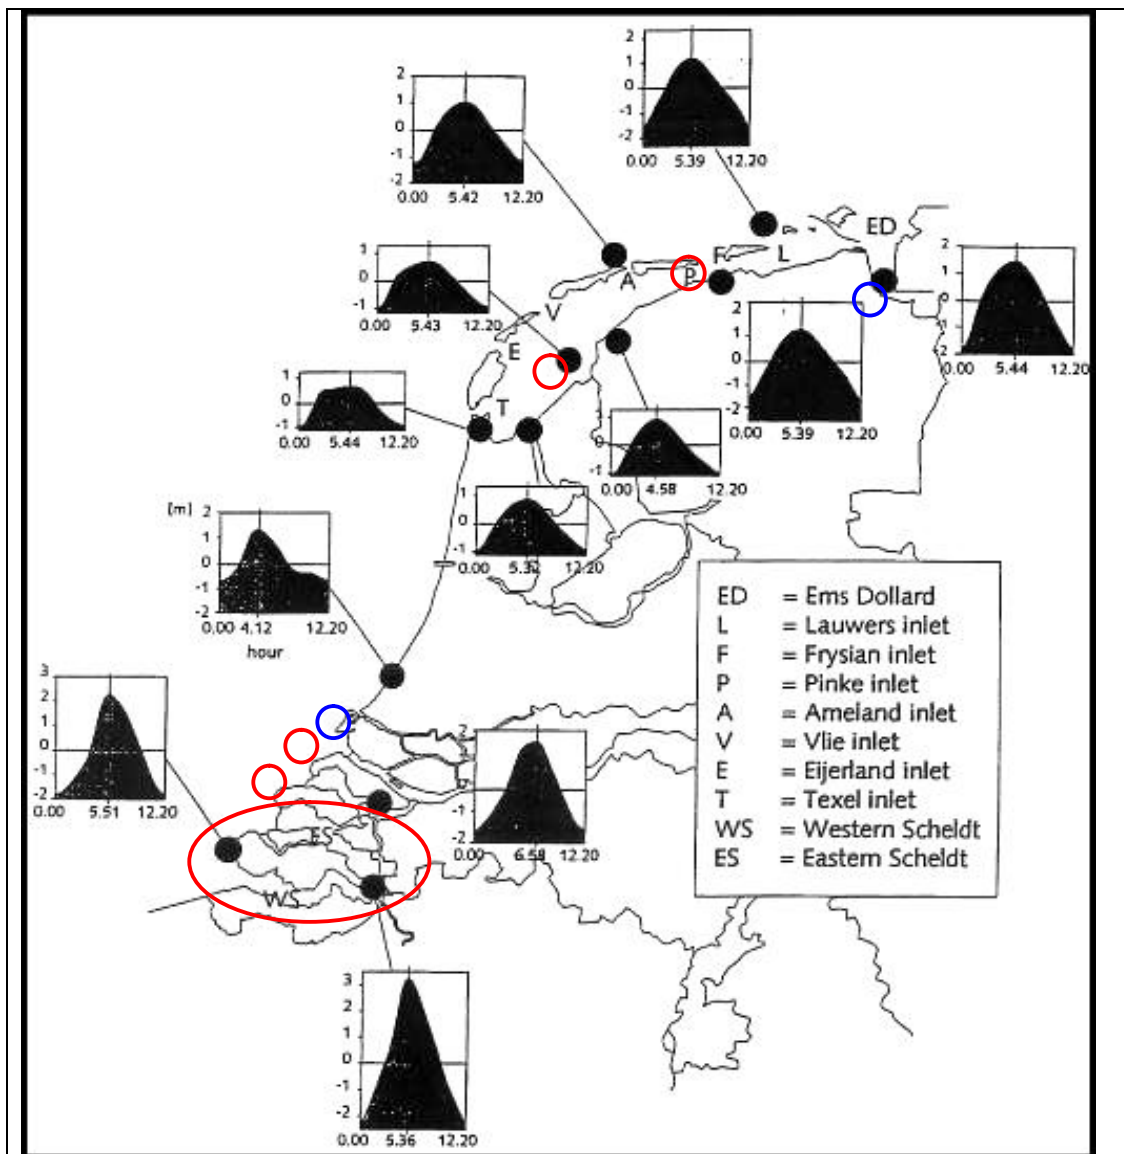 2
1
0
-1
-2
0.00 5.39 12.20
2
1
0
-1
-2
0.00 5.42 12.20
ED
F
L
P
A
V
E
T
1
0
-1
0.00 5.43 12.20
1
0
-1
-2
0.00 5.44 12.20
2
1
0
-1
-2
0.00 5.39 12.20
1
0
-1
0.00 5.44 12.20
1
0
-1
0.00 4.58 12.20
1
0
-1
0.00 5.32 12.20
[m] 2
1
0
-1
-2
0.00 4.12 12.20
hour
ED = Ems Dollard
L = Lauwers inlet
F = Frysian inlet
P = Pinke inlet
A = Ameland inlet
V = Vlie inlet
E = Eijerland inlet
T = Texel inlet
WS = Western Scheldt
ES = Eastern Scheldt
3
2
1
0
-1
-2
0.00 5.51 12.20
2
1
0
-1
-2
0.00 6.58 12.20
ES
WS
3
2
1
0
-1
-2
0.00 5.36 12.20